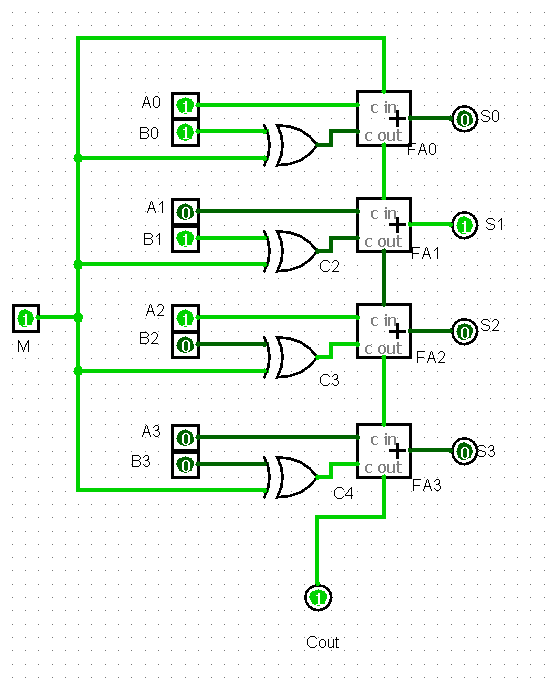 A0 1
B0 1
c in
+
c out
FA0
0 S0
A1 0
B1 1
c in
+
c out
FA1
1 S1
C2
A2 1
B2 0
c in
+
c out
FA2
0 S2
1
M
C3
A3 0
B3 0
c in
+
c out
FA3
0 S3
C4
1
Cout